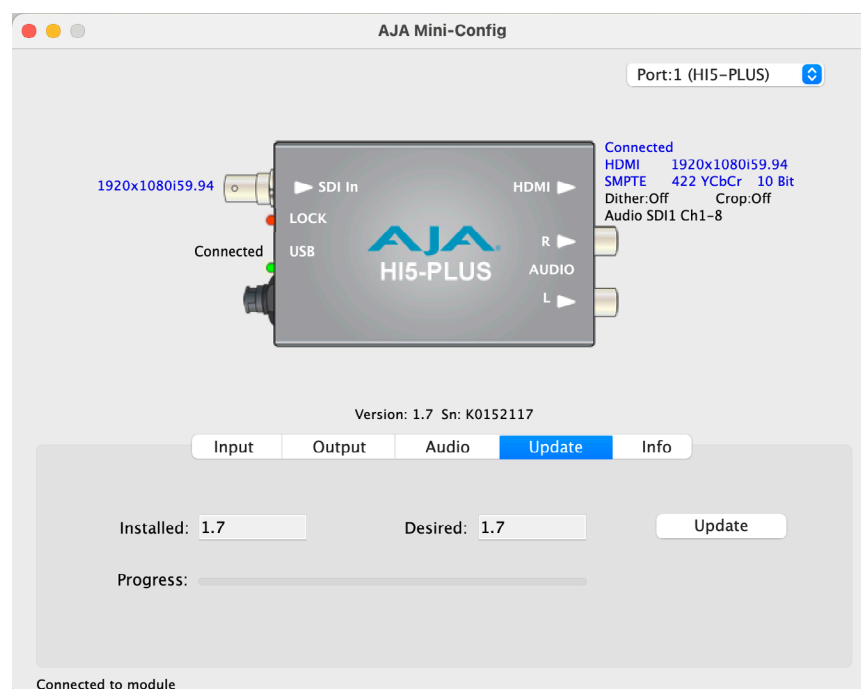 AJA Mini-Config
Port:1 (HI5-PLUS)
Connected
HDMI 1920x1080i59.94
SMPTE 422 YCbCr 10 Bit
Dither:Off Crop:Off
Audio SDI1 Ch1-8
1920x1080i59.94
SDI In
HDMI
LOCK
Connected
USB
AJA
HI5-PLUS
R
AUDIO
L
Version: 1.7 Sn: K0152117
Input Output Audio Update Info
Installed: 1.7 Desired: 1.7 Update
Progress:
Connected to module